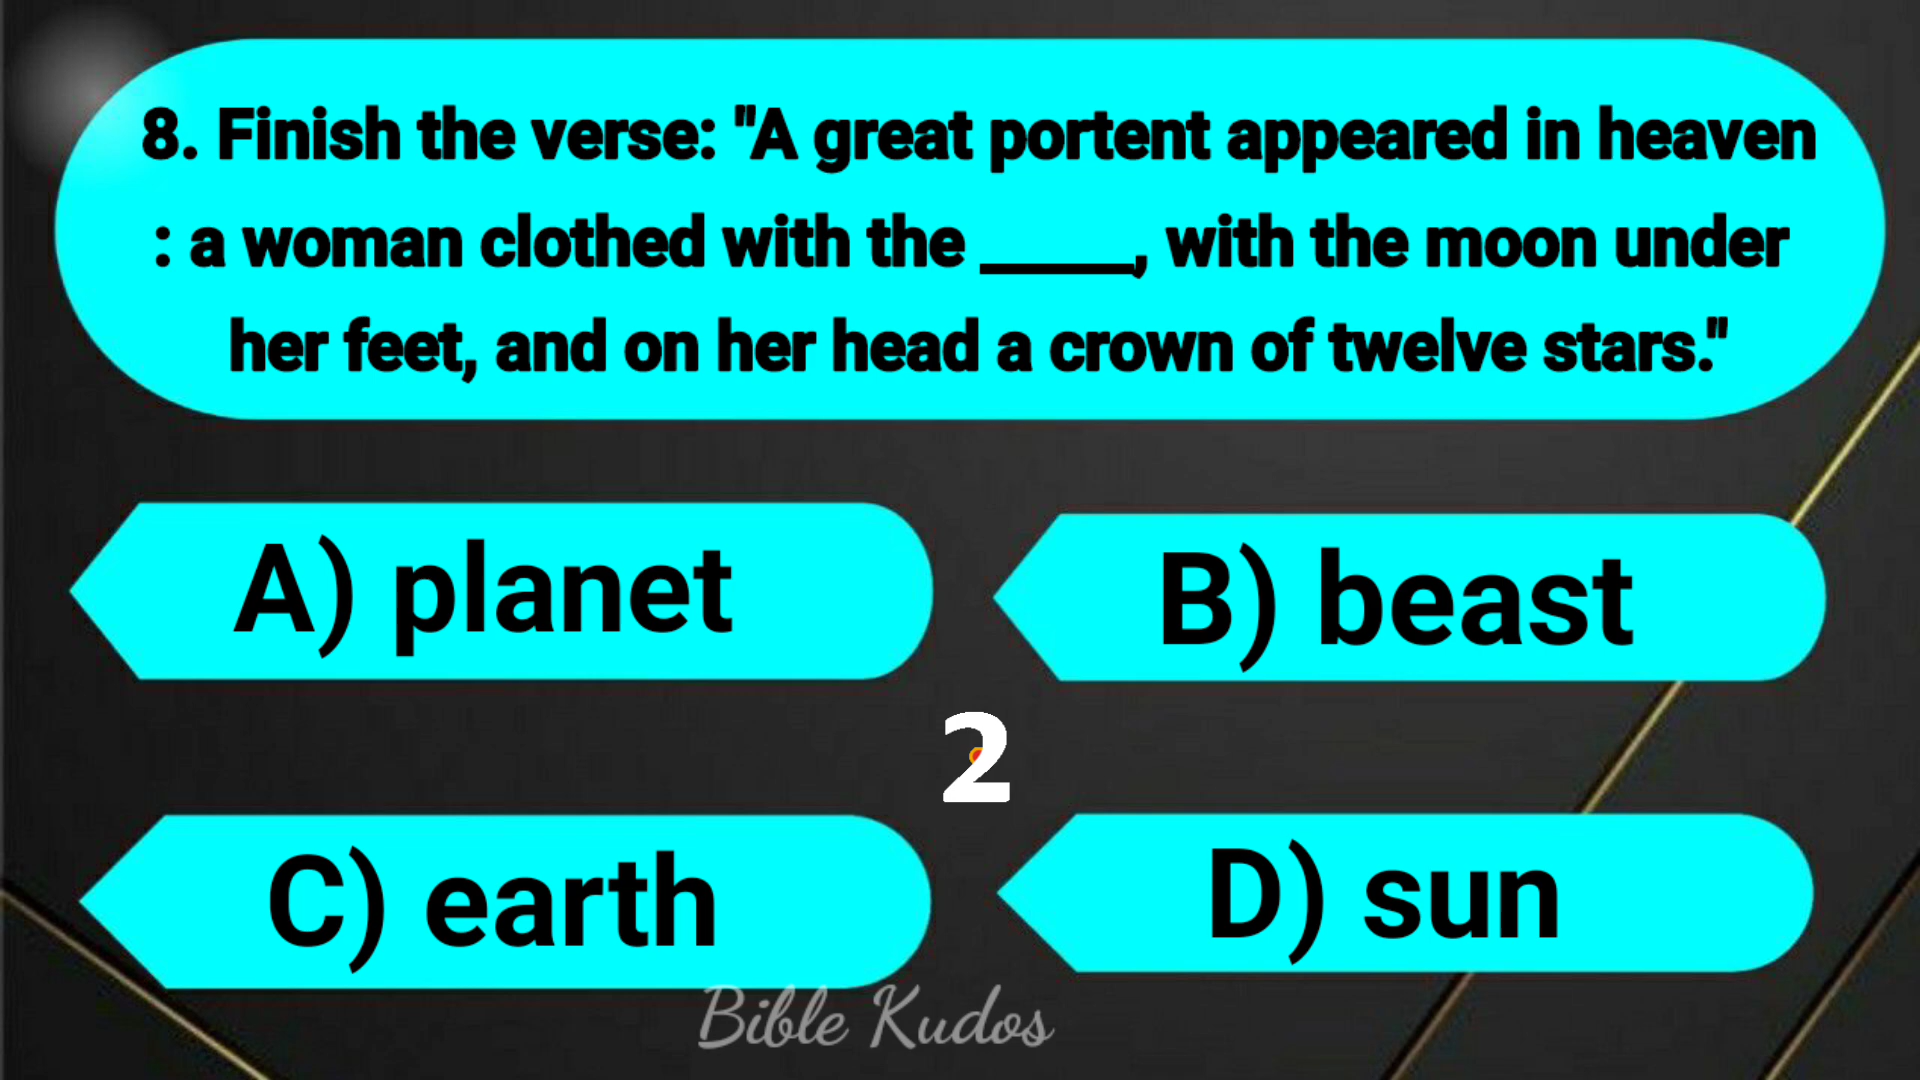 8. Finish the verse: "A great portent appeared in heaven
: a woman clothed with the _____, with the moon under
her feet, and on her head a crown of twelve stars."
A) planet
B) beast
2
C) earth
D) sun
Bible Kudos